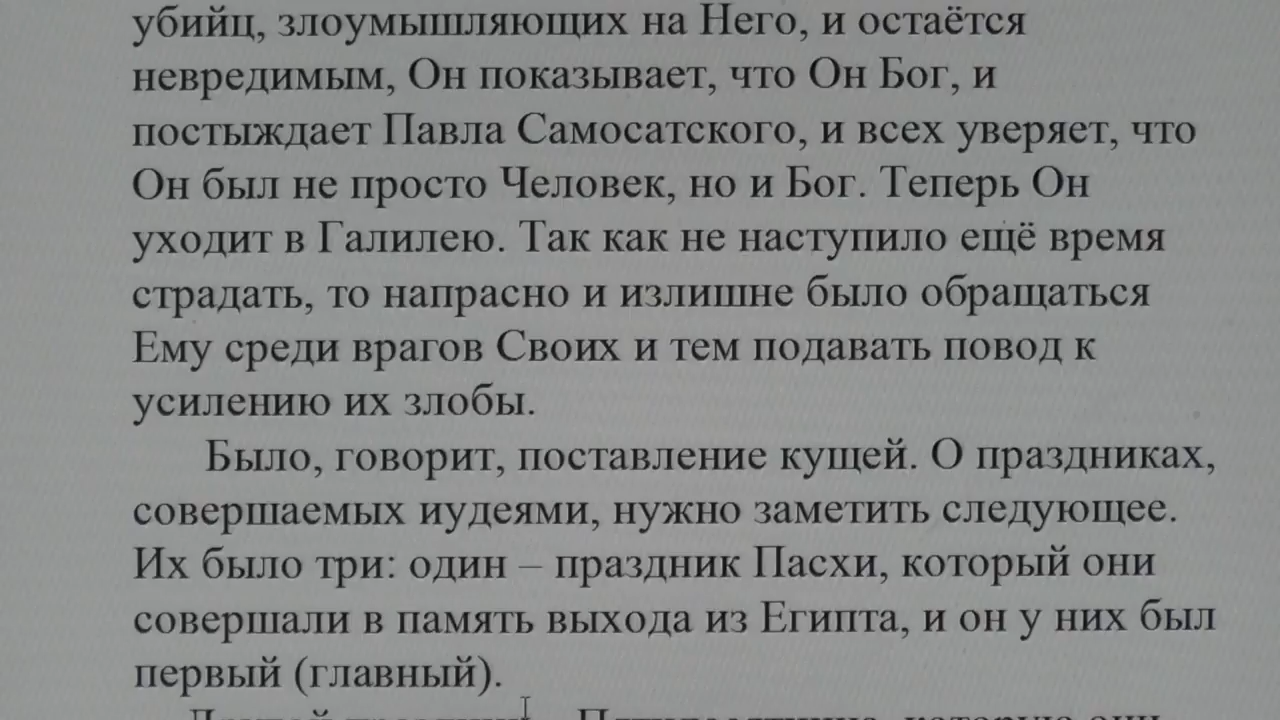 убийц, злоумышляющих на Него, и остаётся
невредимым, Он показывает, что Он Бог, и
постыждает Павла Самосатского, и всех уверяет, что
Он был не просто Человек, но и Бог. Теперь Он
уходит в Галилею. Так как не наступило ещё время
страдать, то напрасно и излишне было обращаться
Ему среди врагов Своих и тем подавать повод к
усилению их злобы.
Было, говорит, поставление кущей. О праздниках,
совершаемых иудеями, нужно заметить следующее.
Их было три: один – праздник Пасхи, который они
совершали в память выхода из Египта, и он у них был
первый (главный).